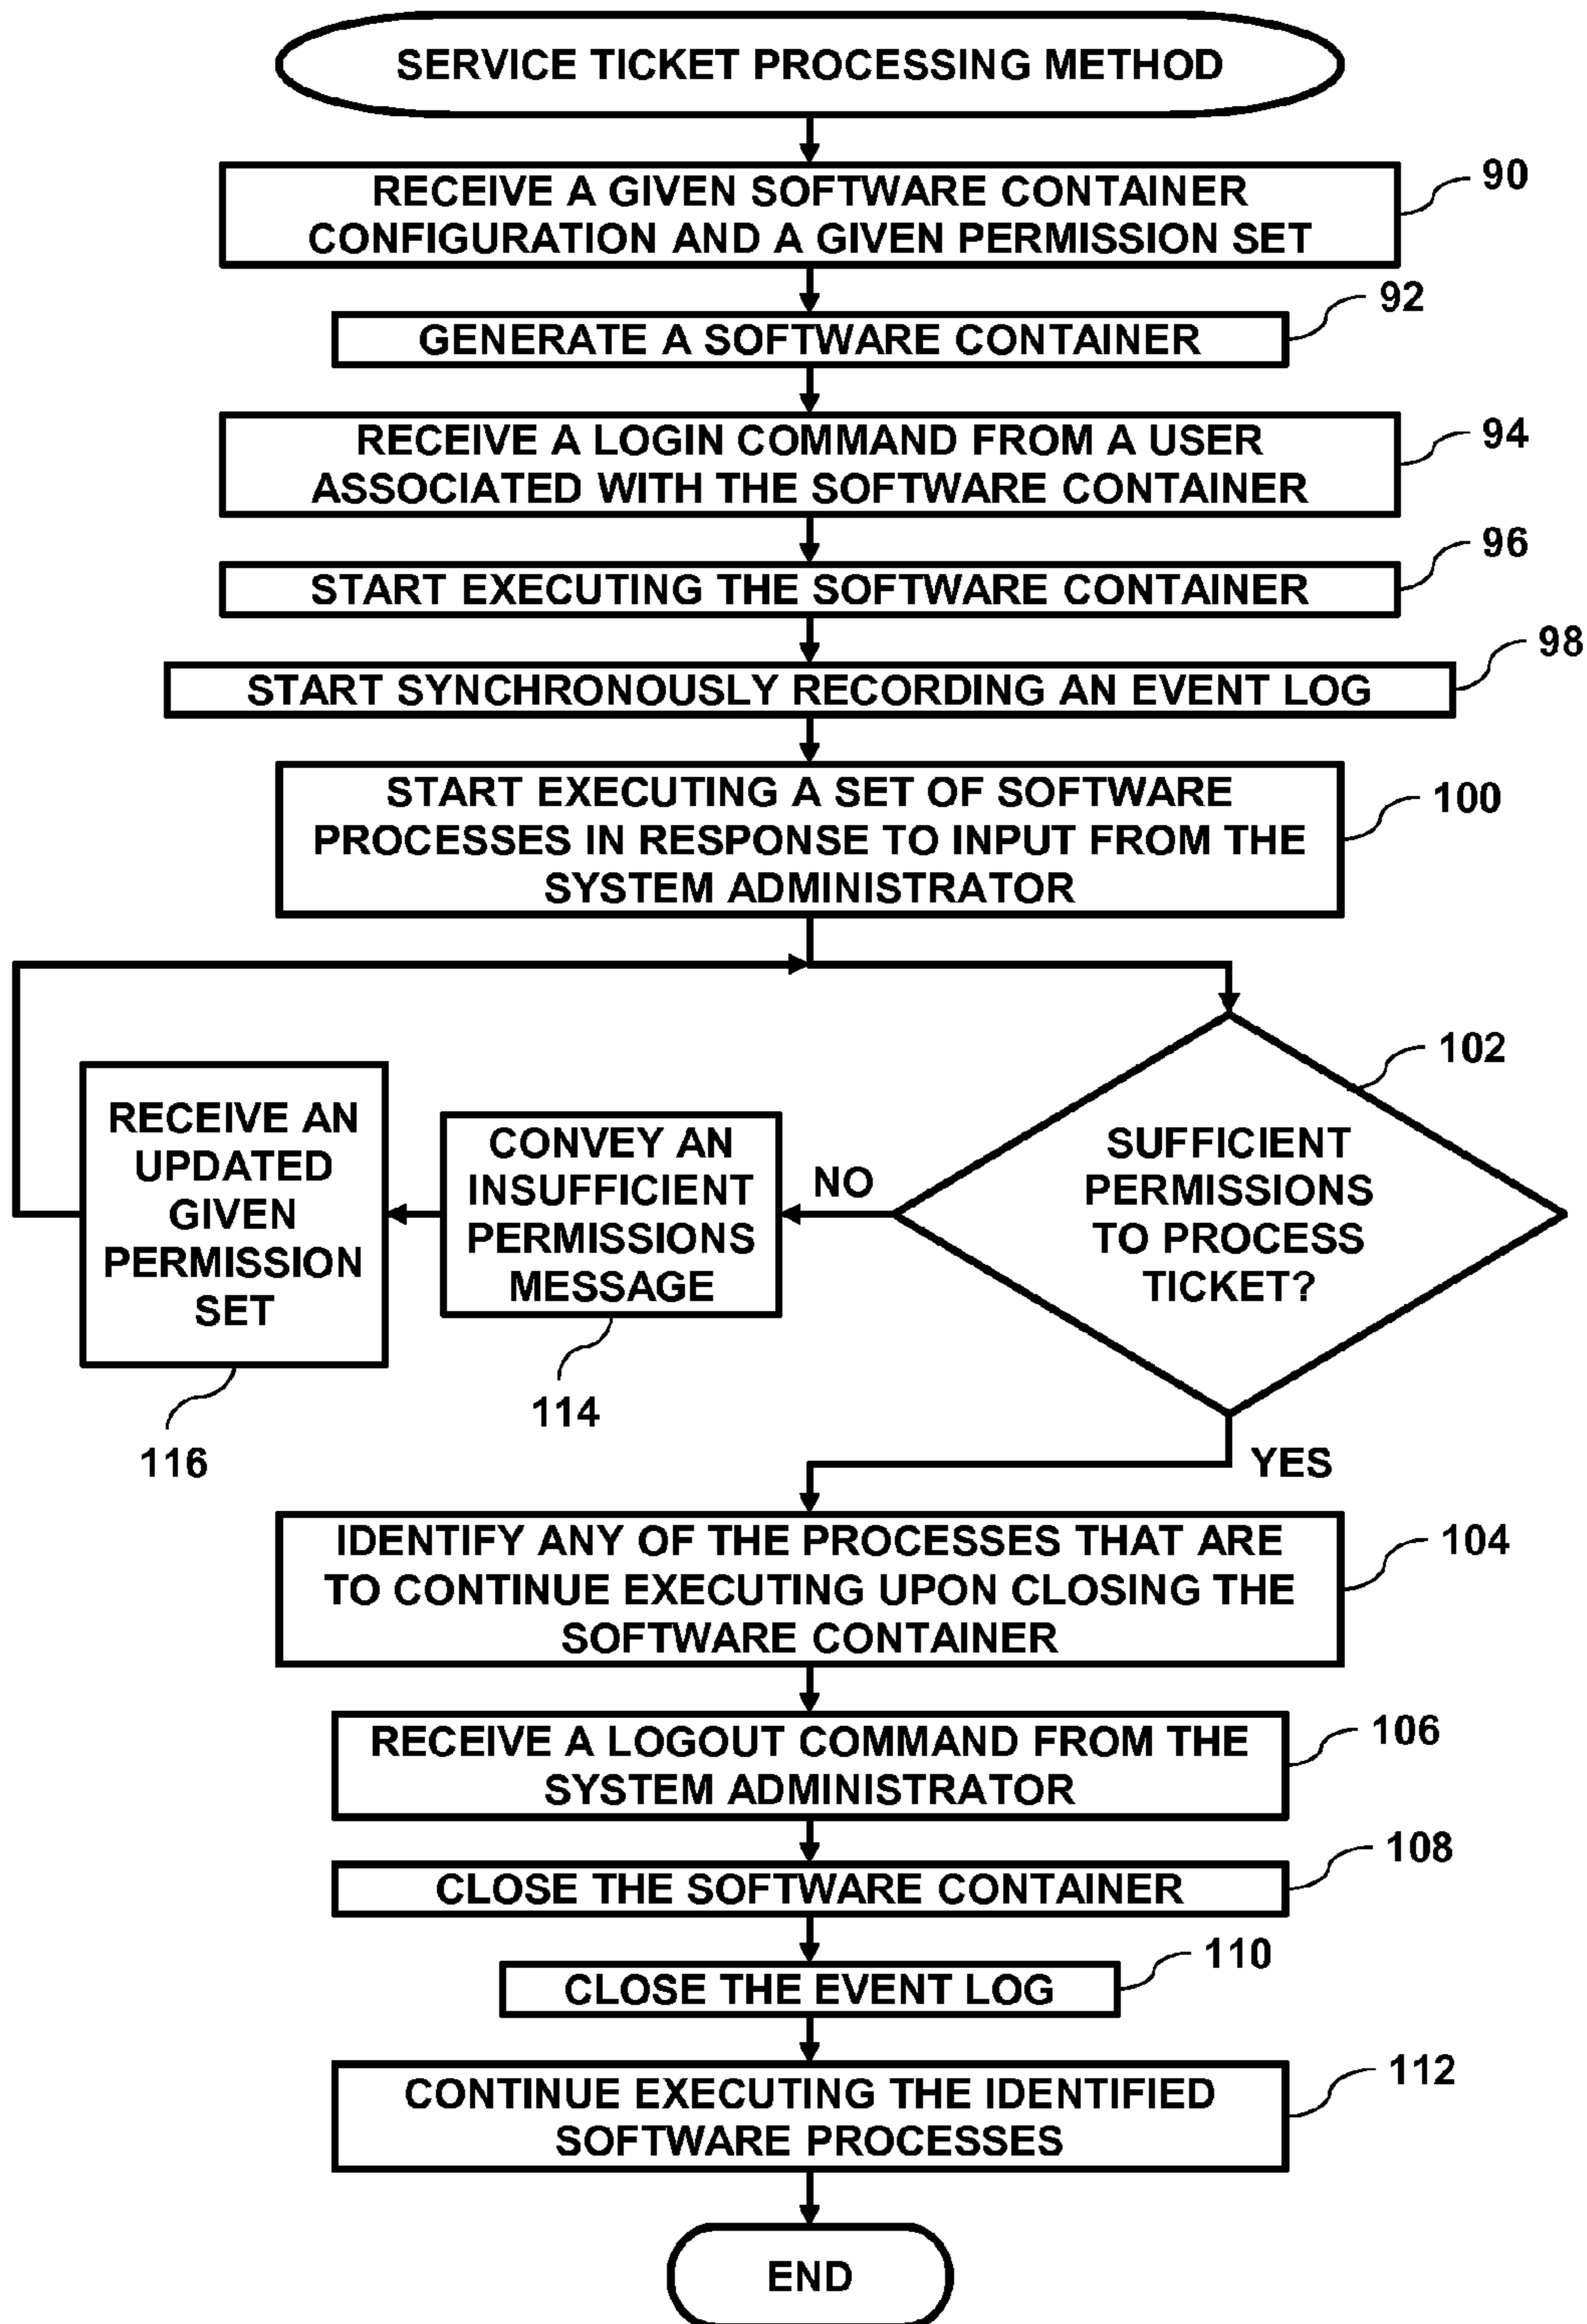 SERVICE TICKET PROCESSING METHOD
RECEIVE A GIVEN SOFTWARE CONTAINER
CONFIGURATION AND A GIVEN PERMISSION SET
90
GENERATE A SOFTWARE CONTAINER
92
RECEIVE A LOGIN COMMAND FROM A USER
ASSOCIATED WITH THE SOFTWARE CONTAINER
94
START EXECUTING THE SOFTWARE CONTAINER
96
START SYNCHRONOUSLY RECORDING AN EVENT LOG
98
START EXECUTING A SET OF SOFTWARE
PROCESSES IN RESPONSE TO INPUT FROM THE
SYSTEM ADMINISTRATOR
100
SUFFICIENT
PERMISSIONS
TO PROCESS
TICKET?
102
NO
CONVEY AN
INSUFFICIENT
PERMISSIONS
MESSAGE
114
RECEIVE AN
UPDATED
GIVEN
PERMISSION
SET
116
YES
IDENTIFY ANY OF THE PROCESSES THAT ARE
TO CONTINUE EXECUTING UPON CLOSING THE
SOFTWARE CONTAINER
104
RECEIVE A LOGOUT COMMAND FROM THE
SYSTEM ADMINISTRATOR
106
CLOSE THE SOFTWARE CONTAINER
108
CLOSE THE EVENT LOG
110
CONTINUE EXECUTING THE IDENTIFIED
SOFTWARE PROCESSES
112
END